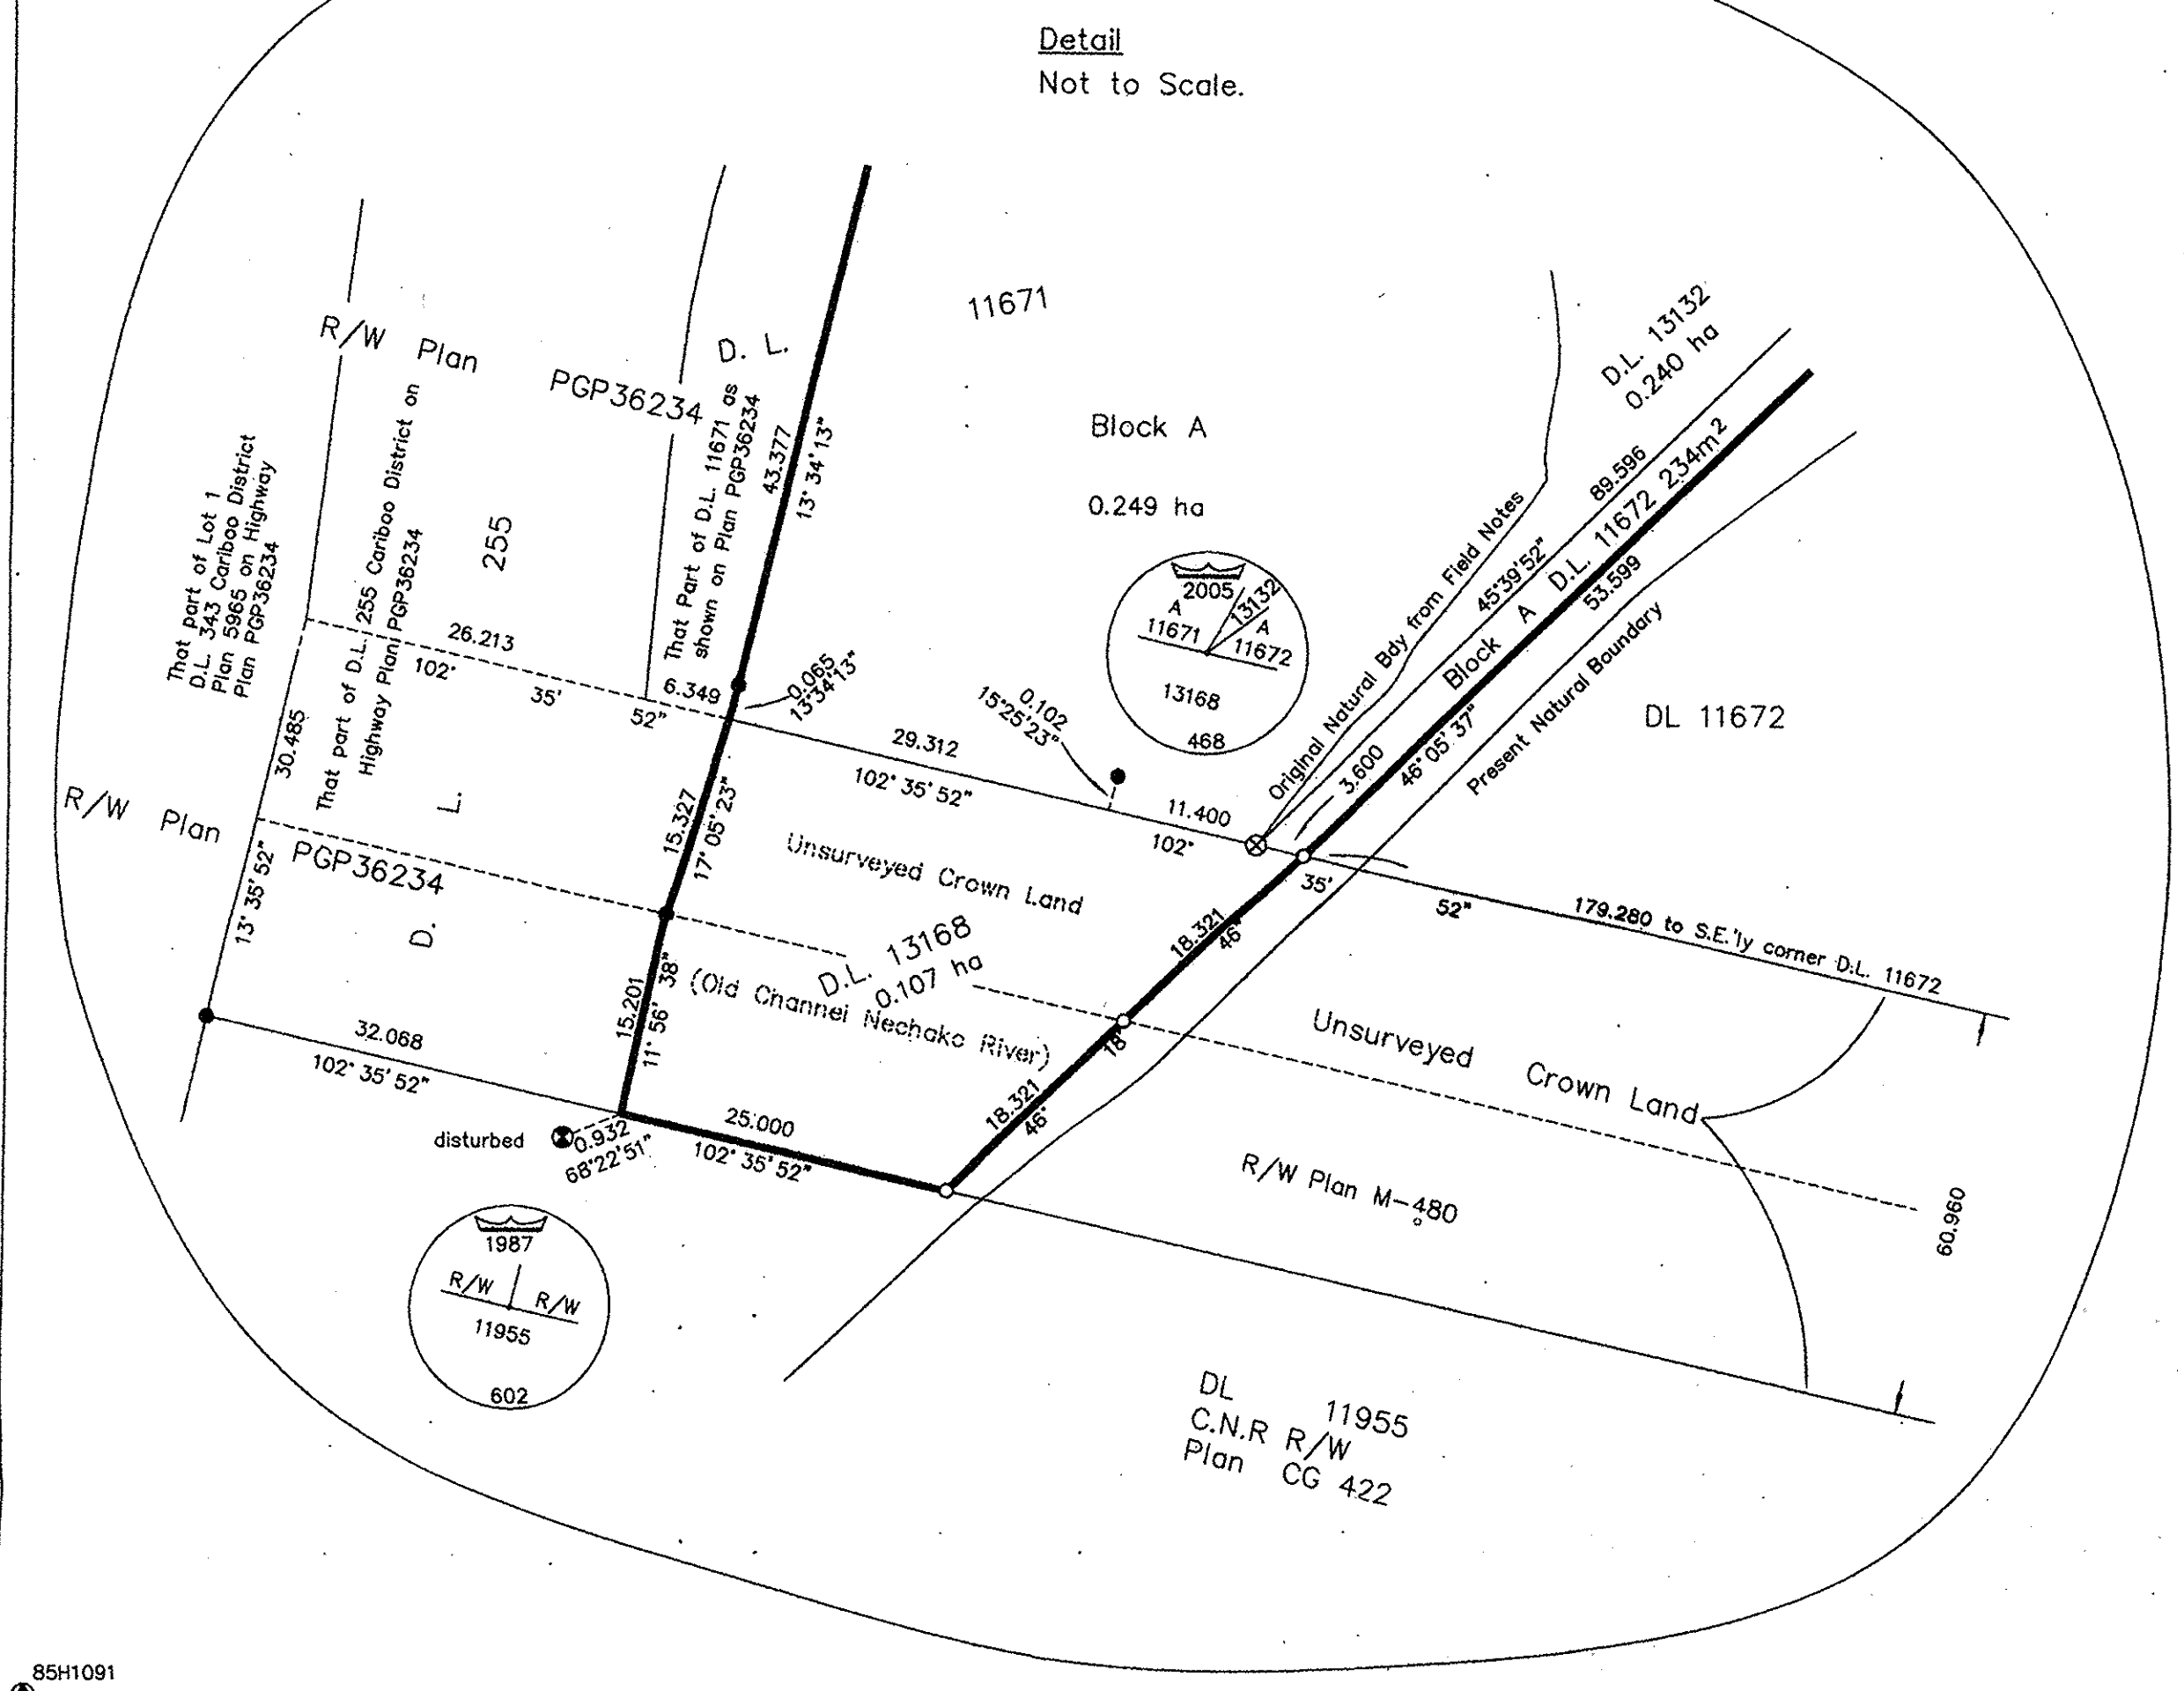 Detail
Not to Scale.
11671
D.L. 13132
0.240 ha
R/W Plan PGP36234
D. L.
Block A
0.249 ha
That part of Lot 1
D.L. 343 Cariboo District
Plan 5965 on Highway
Plan PGP36234
That part of D.L. 255 Cariboo District on
Highway Plan PGP36234
255
That Part of D.L. 11671 as
shown on Plan PGP36234
43.377
13° 34' 13"
89.596
45°39'52"
Block A D.L. 11672 234m²
53.599
46°05'37"
Original Natural Bdy from Field Notes
Present Natural Boundary
2005
A
11671
13132
A
11672
13168
468
26.213
102° 35' 52"
6.349
0.065
13°34'13"
0.102
15°25'23"
29.312
102° 35' 52"
11.400
102° 35' 52"
3.600
DL 11672
30.485
13° 35' 52"
R/W Plan PGP36234
D. L.
15.327
17° 05' 23"
Unsurveyed Crown Land
D.L. 13168
0.107 ha
(Old Channel Nechako River)
15.201
11° 56' 38"
18.321
46°
18'
18.321
46°
179.280 to S.E.'ly corner D.L. 11672
Unsurveyed Crown Land
32.068
102° 35' 52"
disturbed
0.932
68°22'51"
25.000
102° 35' 52"
R/W Plan M-480
60.960
1987
R/W R/W
11955
602
DL 11955
C.N.R R/W
Plan CG 422
85H1091